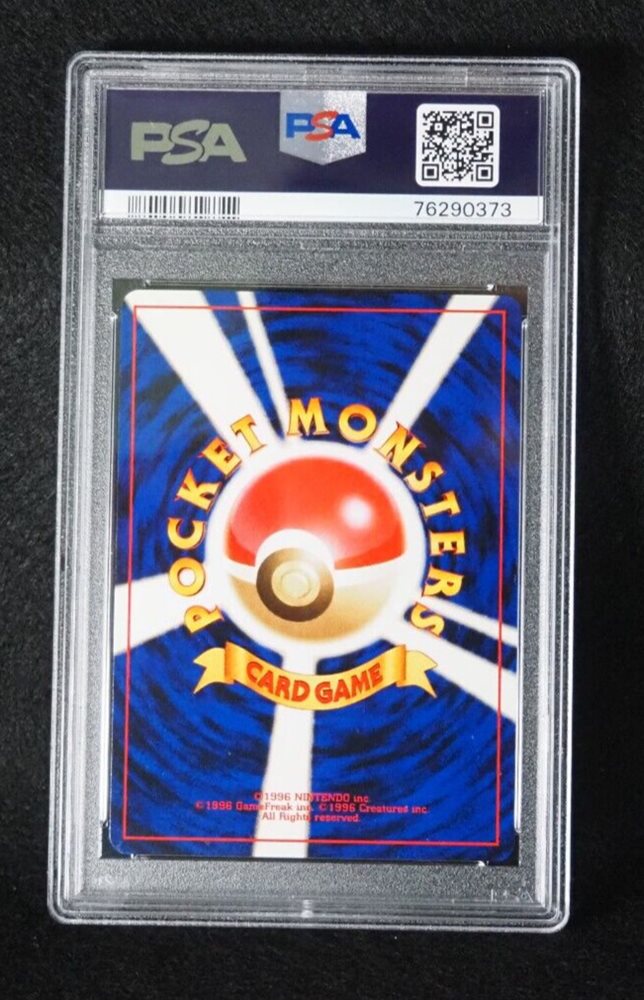 PSA
PSA
76290373
POCKET MONSTERS
CARD GAME
©1996 NINTENDO inc.
©1996 GameFreak inc. ©1996 Creatures inc.
All Rights reserved.
PSA